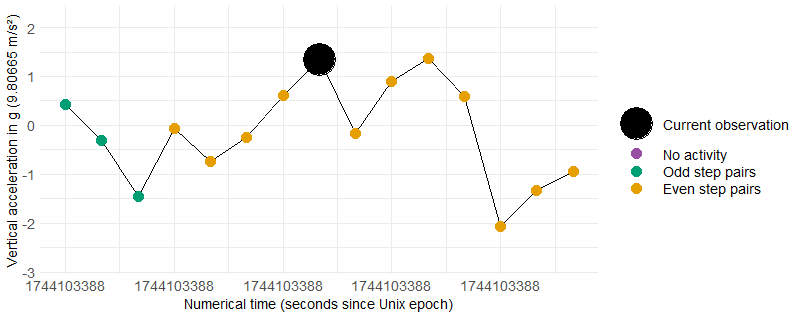 Vertical acceleration in g (9.80665 m/s²)
2
1
0
-1
-2
-3
1744103388 1744103388 1744103388 1744103388 1744103388
Numerical time (seconds since Unix epoch)
Current observation
No activity
Odd step pairs
Even step pairs